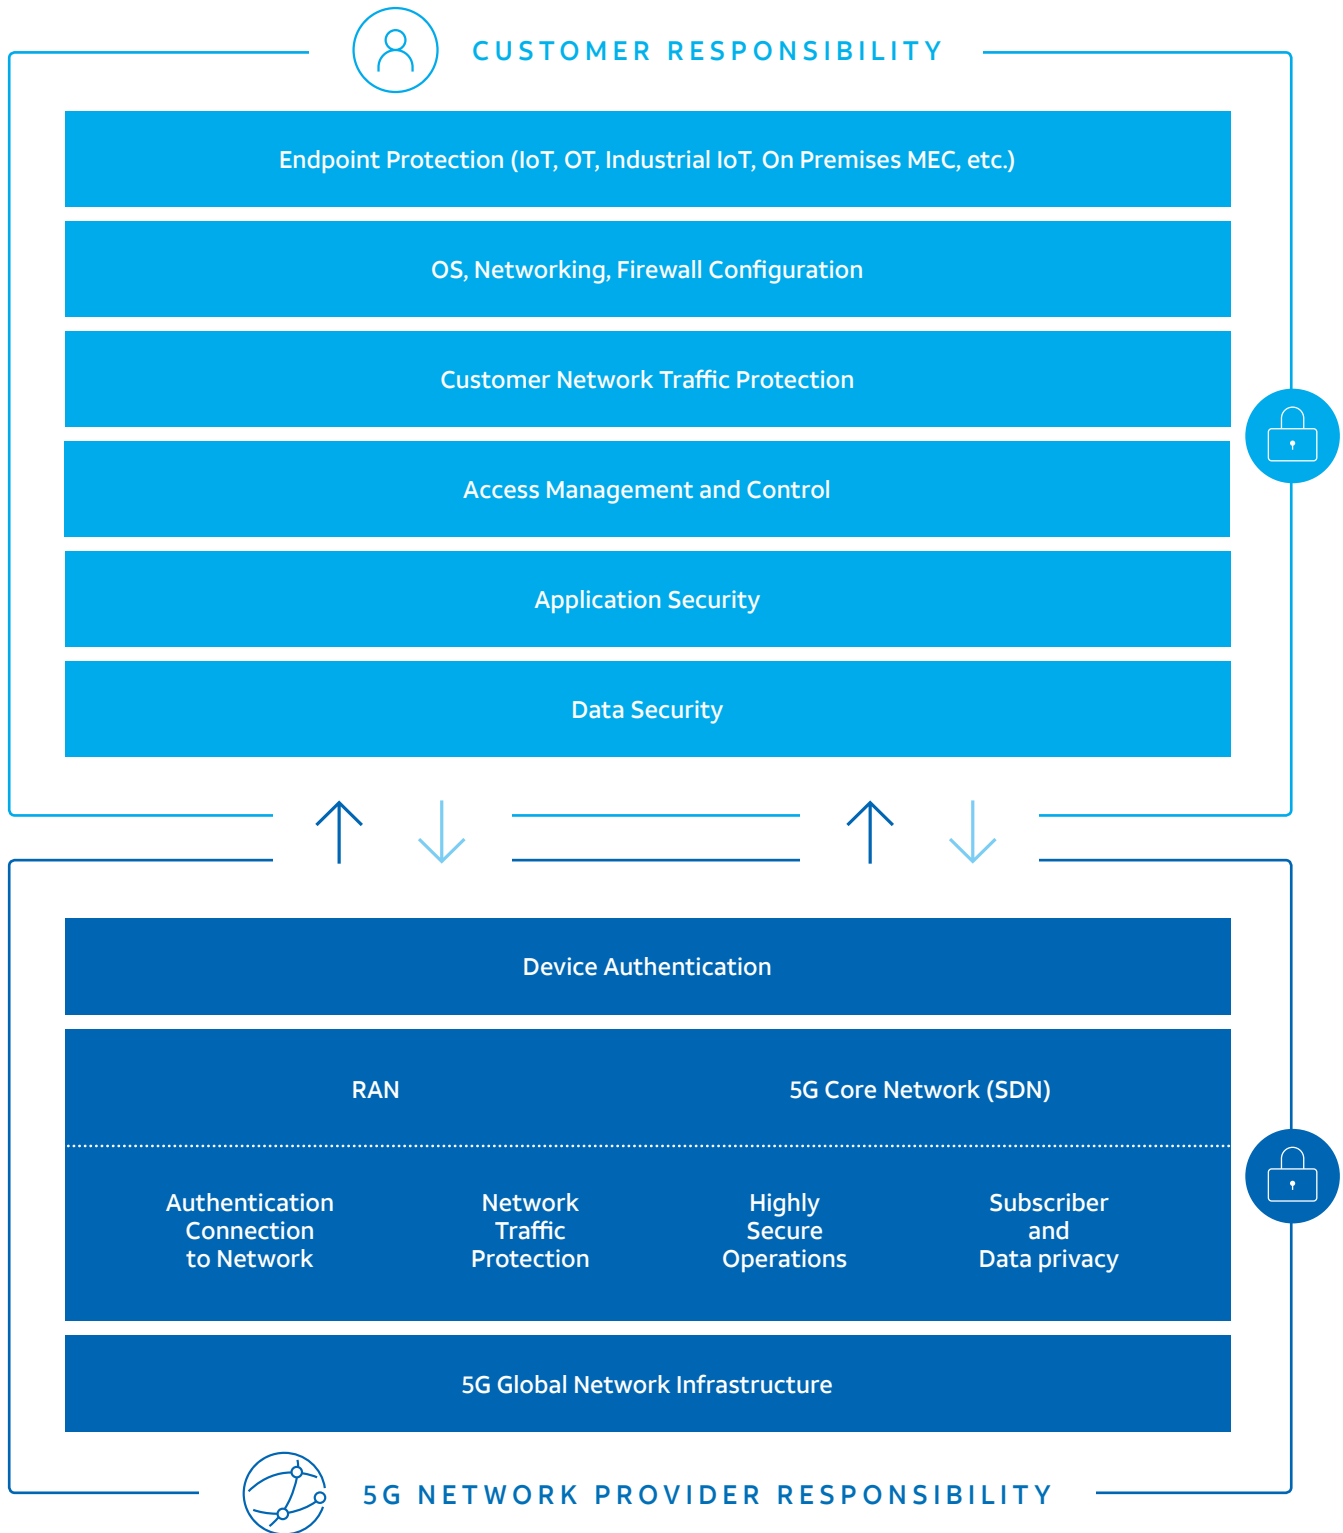 CUSTOMER RESPONSIBILITY
Endpoint Protection (IoT, OT, Industrial IoT, On Premises MEC, etc.)
OS, Networking, Firewall Configuration
Customer Network Traffic Protection
Access Management and Control
Application Security
Data Security
Device Authentication
RAN
5G Core Network (SDN)
Authentication
Connection
to Network
Network
Traffic
Protection
Highly
Secure
Operations
Subscriber
and
Data privacy
5G Global Network Infrastructure
5G NETWORK PROVIDER RESPONSIBILITY